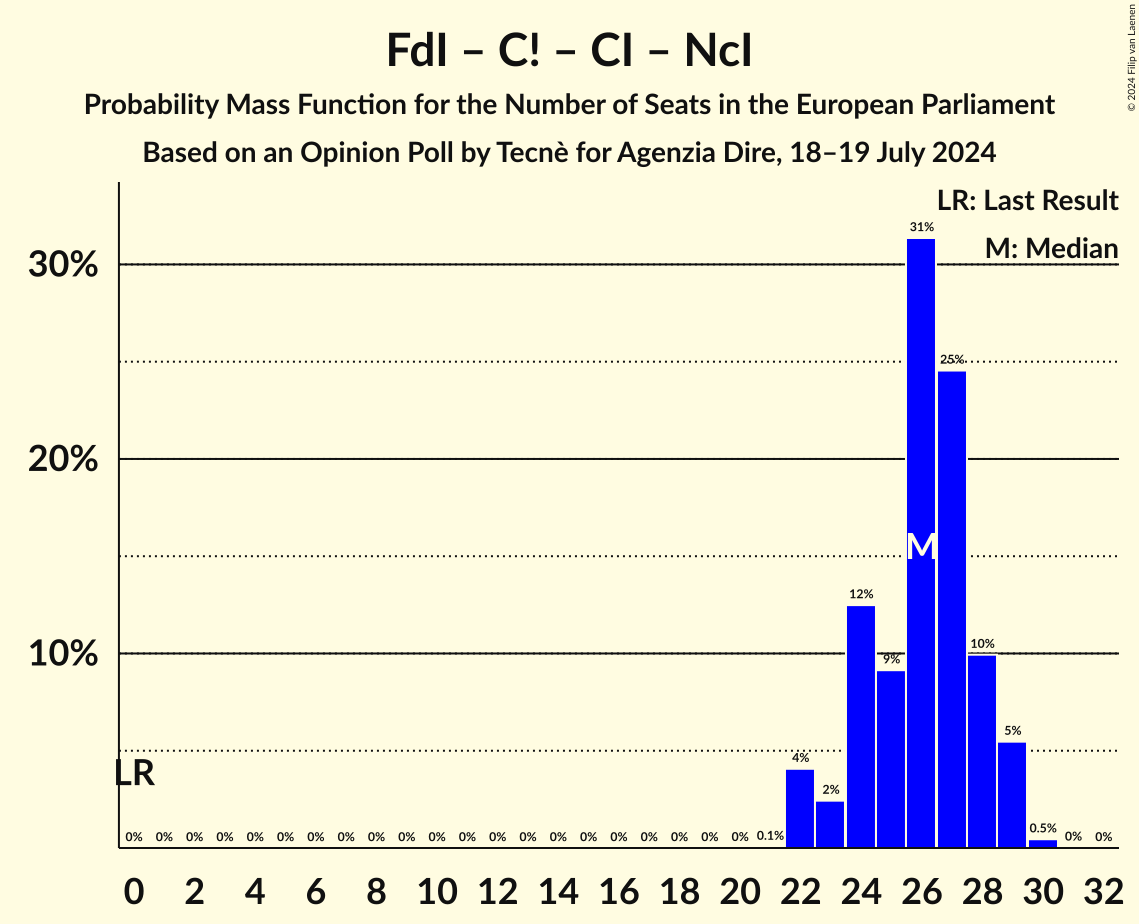 FdI – C! – CI – NcI
Probability Mass Function for the Number of Seats in the European Parliament
Based on an Opinion Poll by Tecnè for Agenzia Dire, 18–19 July 2024
© 2024 Filip van Laenen
LR: Last Result
M: Median
30%
20%
10%
31%
25%
M
12%
9%
10%
5%
4%
2%
LR
0% 0% 0% 0% 0% 0% 0% 0% 0% 0% 0% 0% 0% 0% 0% 0% 0% 0% 0% 0% 0% 0.1% 0.5% 0% 0%
0 2 4 6 8 10 12 14 16 18 20 22 24 26 28 30 32